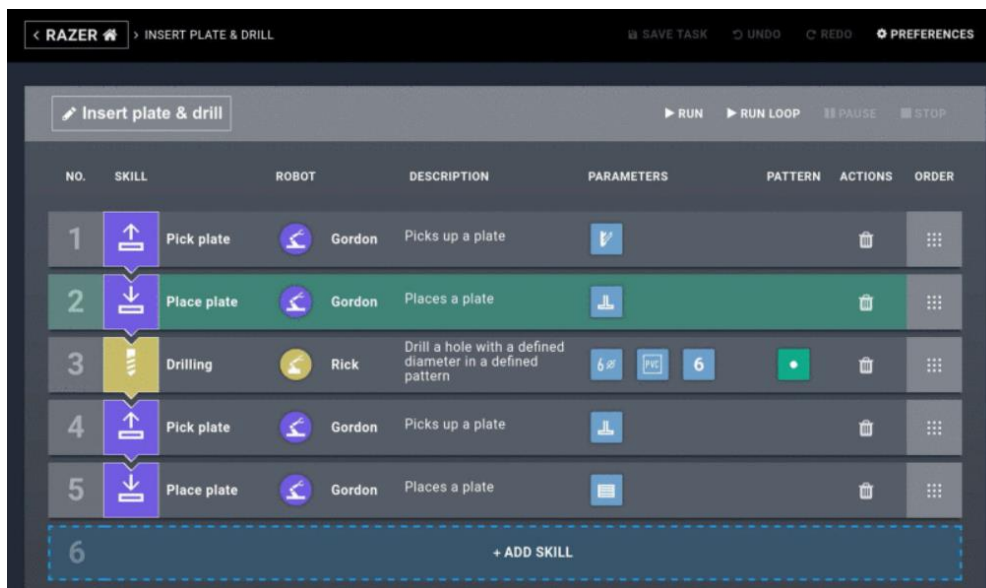 < RAZER > INSERT PLATE & DRILL SAVE TASK UNDO REDO PREFERENCES
Insert plate & drill RUN RUN LOOP PAUSE STOP
NO. SKILL ROBOT DESCRIPTION PARAMETERS PATTERN ACTIONS ORDER
1 Pick plate Gordon Picks up a plate
2 Place plate Gordon Places a plate
3 Drilling Rick Drill a hole with a defined
diameter in a defined
pattern
6 Ø PVC 6
4 Pick plate Gordon Picks up a plate
5 Place plate Gordon Places a plate
6 + ADD SKILL